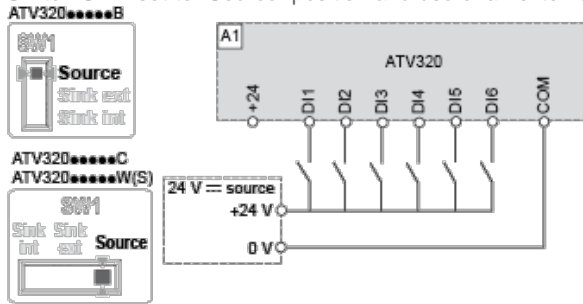 ATV320●●●●●B
SW1
Source
Sink ext
Sink int
ATV320●●●●●C
ATV320●●●●●W(S)
SW1
Sink int
Sink ext
Source
A1
ATV320
+24
DI1
DI2
DI3
DI4
DI5
DI6
COM
24 V source
+24 V
0 V